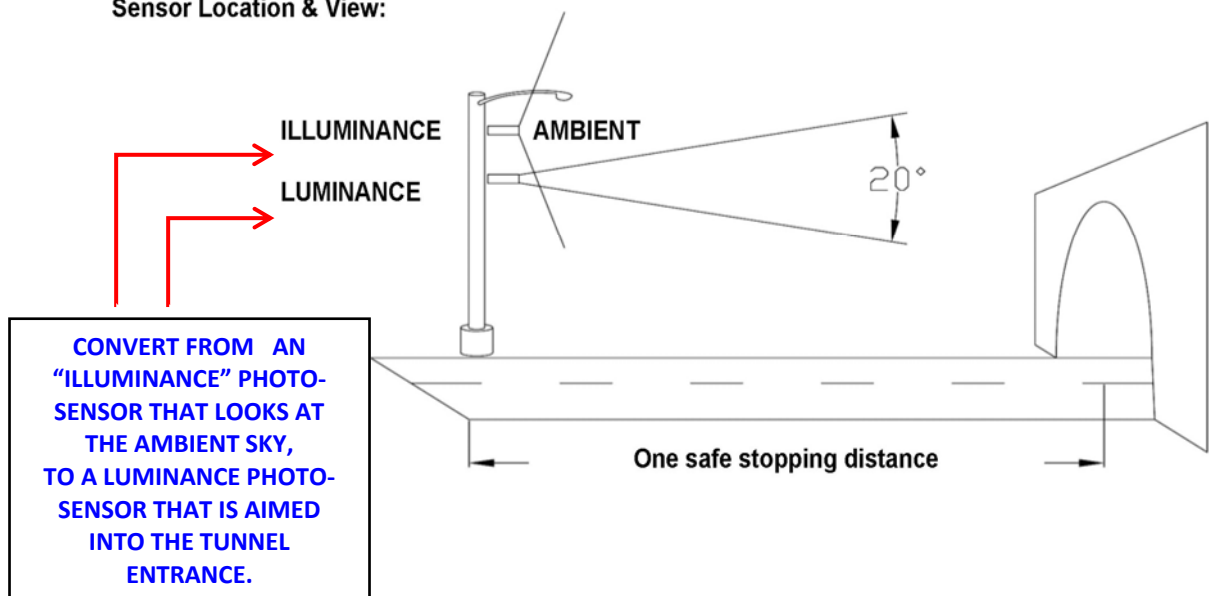 Sensor Location & View:
ILLUMINANCE AMBIENT
LUMINANCE
20°
CONVERT FROM AN
“ILLUMINANCE” PHOTO-
SENSOR THAT LOOKS AT
THE AMBIENT SKY,
TO A LUMINANCE PHOTO-
SENSOR THAT IS AIMED
INTO THE TUNNEL
ENTRANCE.
One safe stopping distance